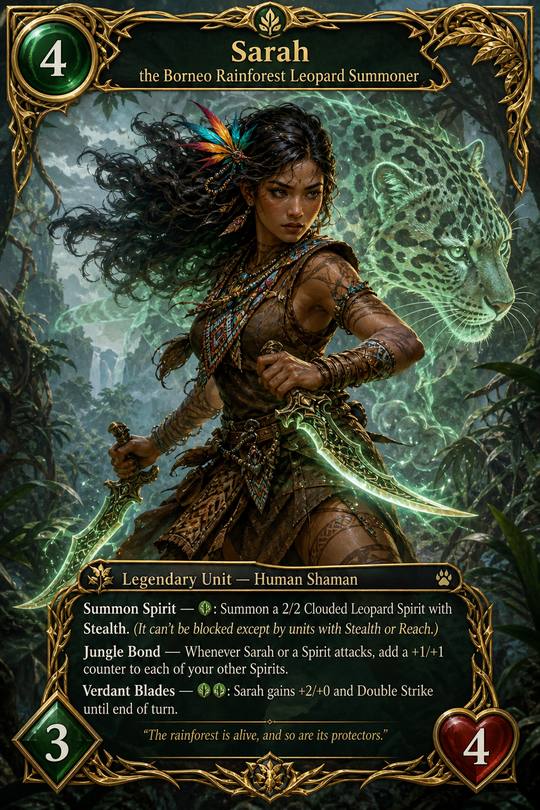 4
Sarah
the Borneo Rainforest Leopard Summoner
Legendary Unit — Human Shaman
Summon Spirit — : Summon a 2/2 Clouded Leopard Spirit with
Stealth. (It can't be blocked except by units with Stealth or Reach.)
Jungle Bond — Whenever Sarah or a Spirit attacks, add a +1/+1
counter to each of your other Spirits.
Verdant Blades — : Sarah gains +2/+0 and Double Strike
until end of turn.
3
"The rainforest is alive, and so are its protectors."
4